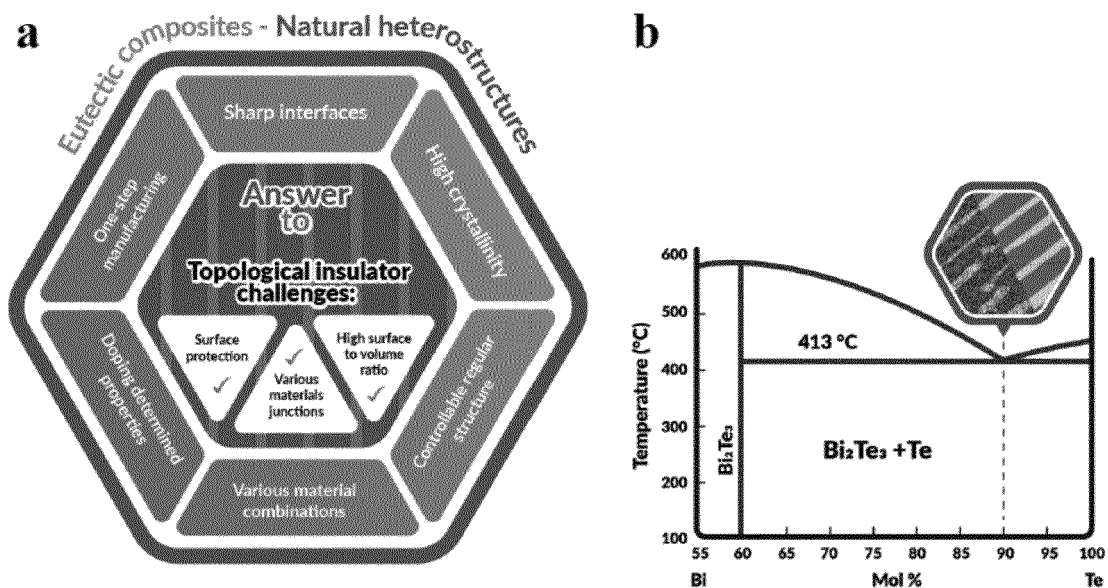 a
Eutectic composites - Natural heterostructures
Sharp interfaces
High crystallinity
One-step
manufacturing
Answer
to
Topological insulator
challenges:
Surface
protection
✓
✓
Various
materials
junctions
High surface
to volume
ratio
✓
Doping determined
properties
Controllable regular
structure
Various material
combinations
b
Temperature (°C)
600
500
400
300
200
100
413 °C
Bi₂Te₃
Bi₂Te₃ +Te
55 60 65 70 75 80 85 90 95 100
Bi Mol % Te